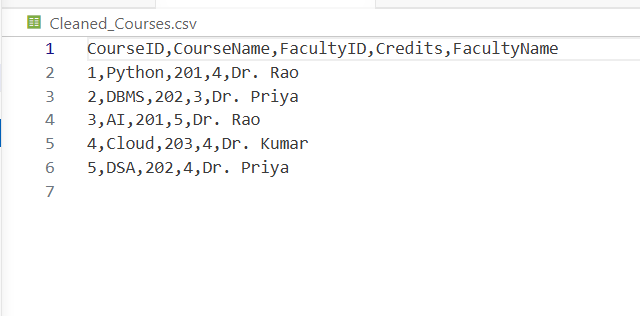 Cleaned_Courses.csv
1 CourseID,CourseName,FacultyID,Credits,FacultyName
2 1,Python,201,4,Dr. Rao
3 2,DBMS,202,3,Dr. Priya
4 3,AI,201,5,Dr. Rao
5 4,Cloud,203,4,Dr. Kumar
6 5,DSA,202,4,Dr. Priya
7